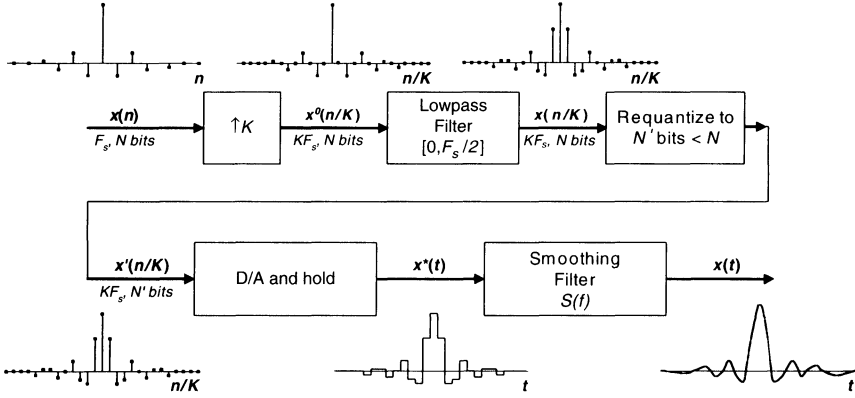 n
n/K
n/K
x(n)
F_s, N bits
↑K
x⁰(n/K)
KF_s, N bits
Lowpass
Filter
[0,F_s /2]
x( n/K)
KF_s, N bits
Requantize to
N' bits < N
x'(n/K)
KF_s, N' bits
D/A and hold
x*(t)
Smoothing
Filter
S(f)
x(t)
n/K
t
t